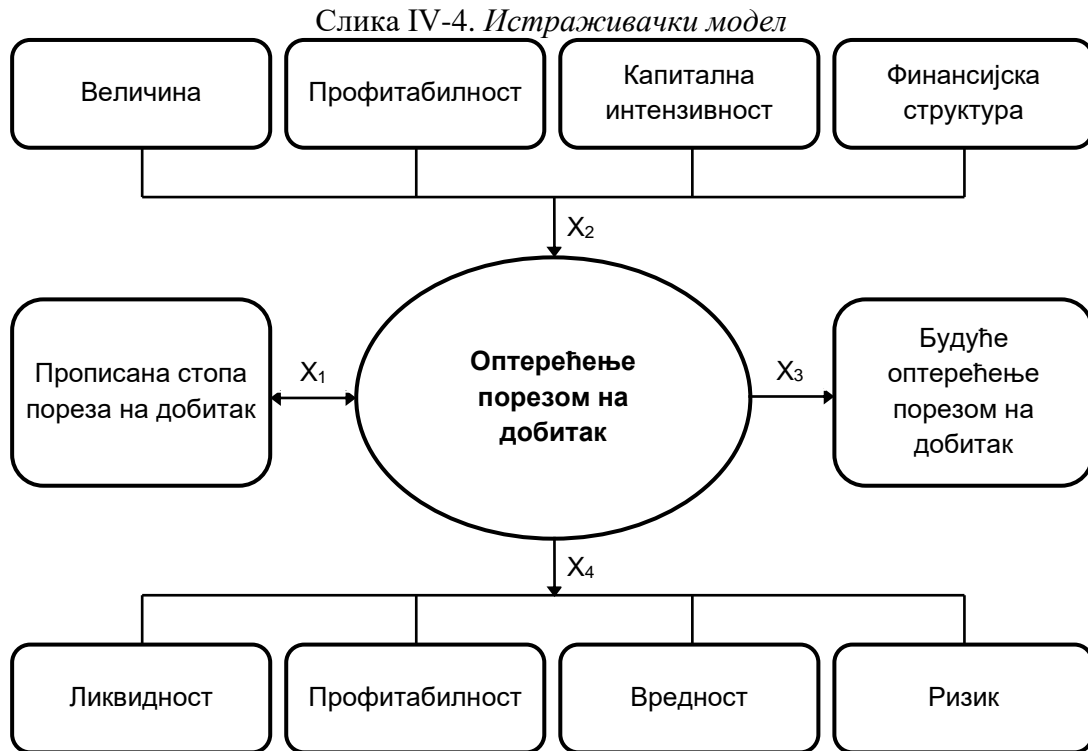 Слика IV-4. Истраживачки модел
Величина
Профитабилност
Капитална
интензивност
Финансијска
структура
X2
Прописана стопа
пореза на добитак
X1
Оптерећење
порезом на
добитак
X3
Будуће
оптерећење
порезом на
добитак
X4
Ликвидност
Профитабилност
Вредност
Ризик